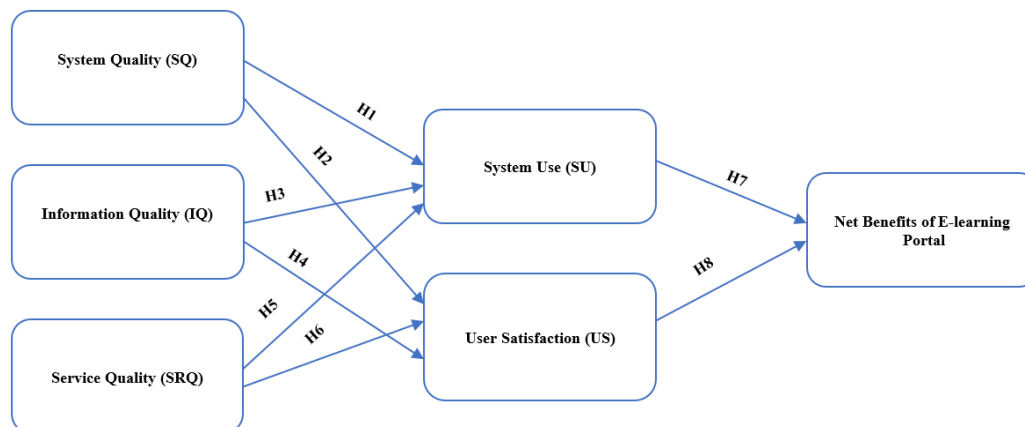 System Quality (SQ)
H1
H2
System Use (SU)
H7
Information Quality (IQ)
H3
Net Benefits of E-learning
Portal
H4
H8
H5
H6
User Satisfaction (US)
Service Quality (SRQ)